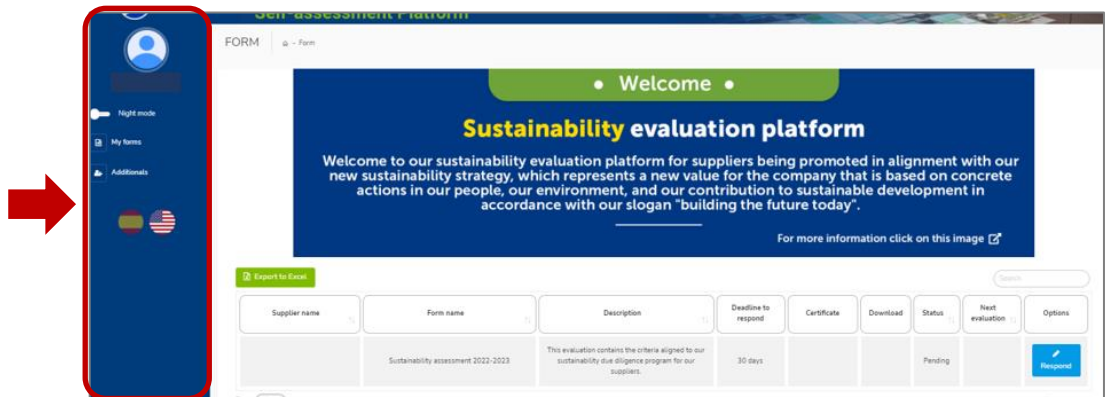 Self-assessment Platform
FORM
- Form
Night mode
My forms
Additionals
• Welcome •
Sustainability evaluation platform
Welcome to our sustainability evaluation platform for suppliers being promoted in alignment with our
new sustainability strategy, which represents a new value for the company that is based on concrete
actions in our people, our environment, and our contribution to sustainable development in
accordance with our slogan "building the future today".
For more information click on this image
Export to Excel
Search
Supplier name
Form name
Description
Deadline to
respond
Certificate
Download
Status
Next
evaluation
Options
Sustainability assessment 2022-2023
This evaluation contains the criteria aligned to our
sustainability due diligence program for our
suppliers.
30 days
Pending
Respond